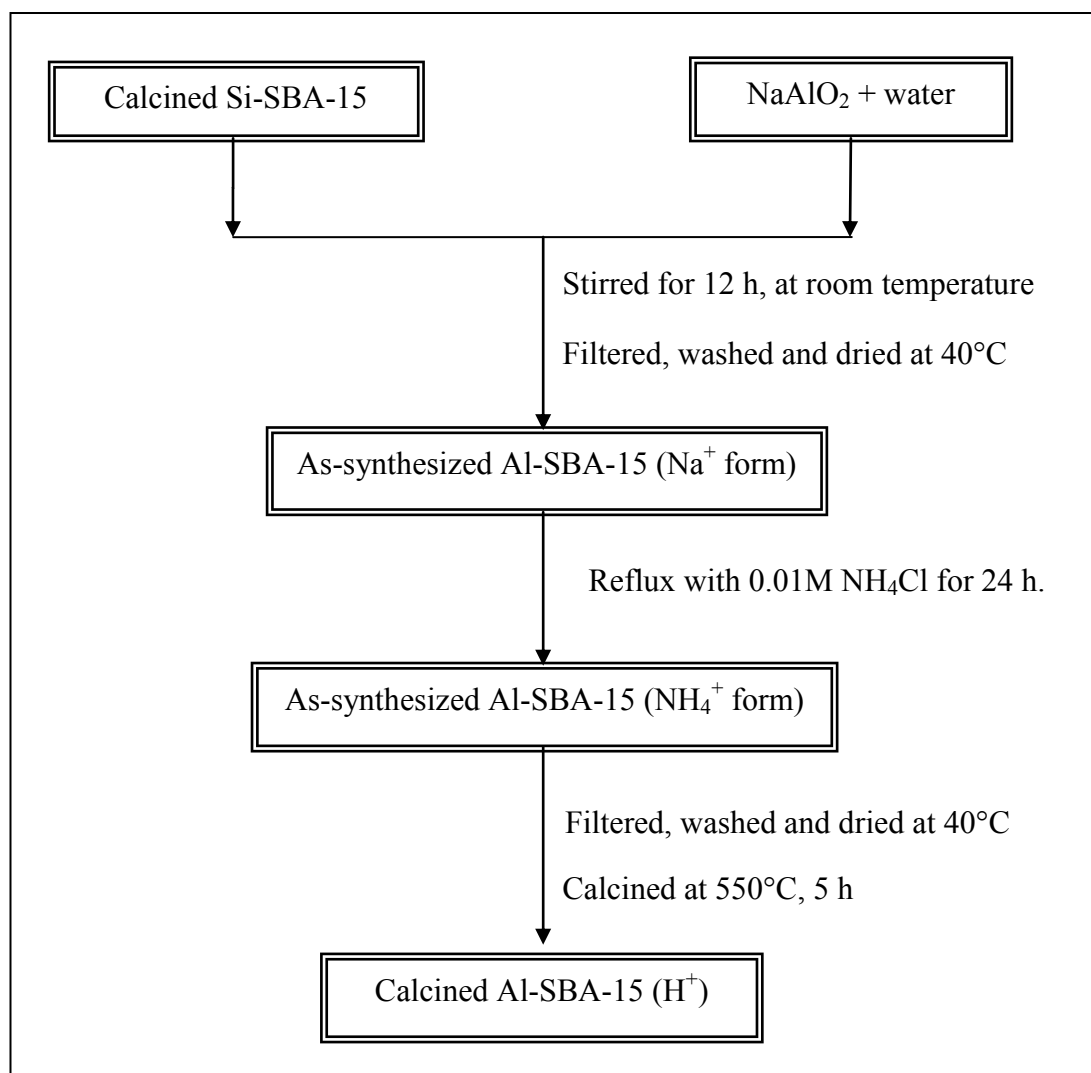 Calcined Si-SBA-15
NaAlO₂ + water
Stirred for 12 h, at room temperature
Filtered, washed and dried at 40°C
As-synthesized Al-SBA-15 (Na⁺ form)
Reflux with 0.01M NH₄Cl for 24 h.
As-synthesized Al-SBA-15 (NH₄⁺ form)
Filtered, washed and dried at 40°C
Calcined at 550°C, 5 h
Calcined Al-SBA-15 (H⁺)